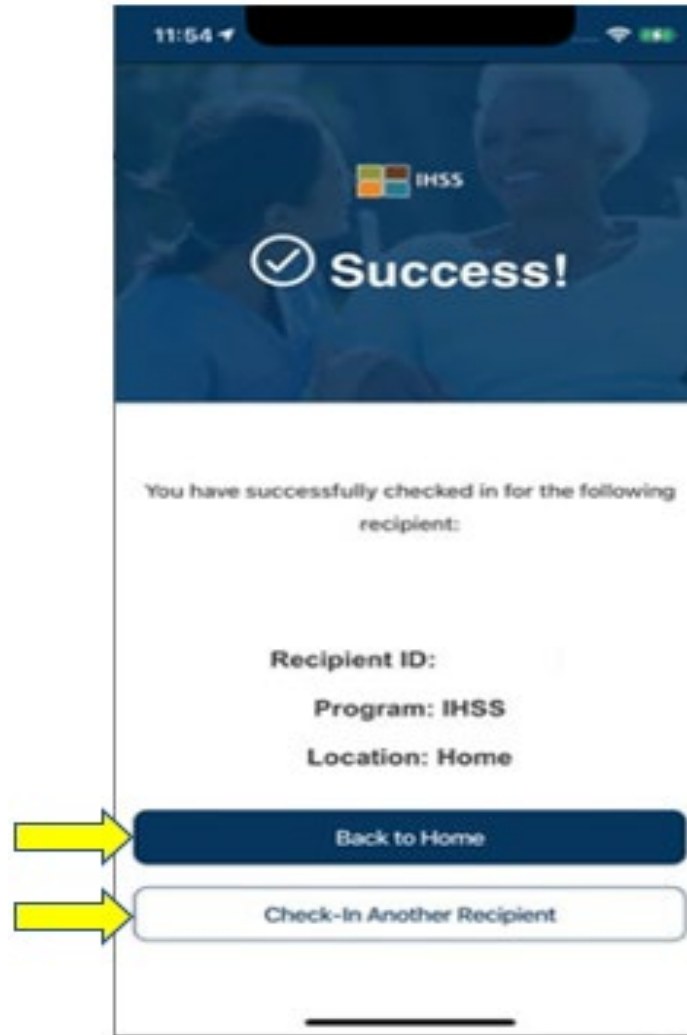 11:54
IHSS
Success!
You have successfully checked in for the following
recipient:
Recipient ID:
Program: IHSS
Location: Home
Back to Home
Check-In Another Recipient